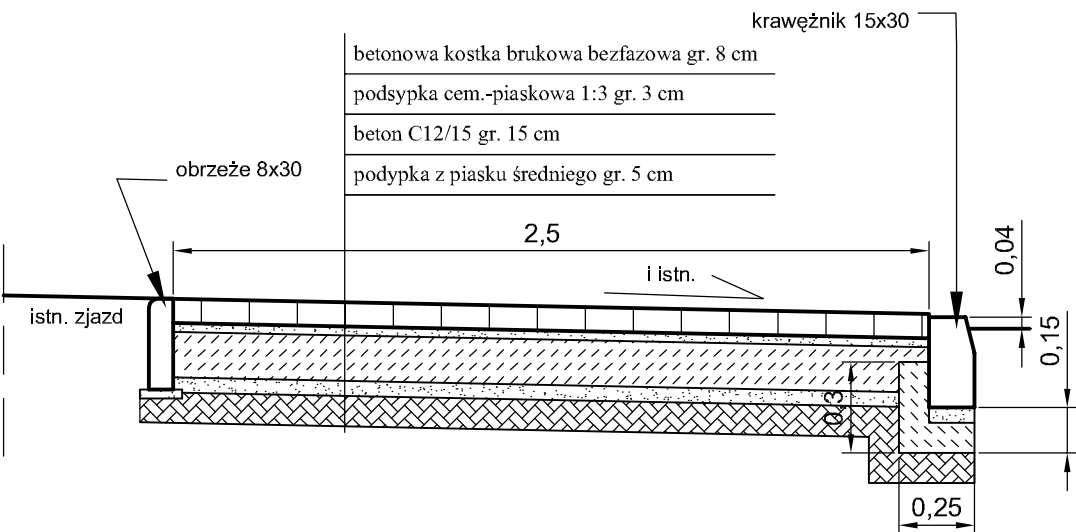 krawężnik 15x30
betonowa kostka brukowa bezfazowa gr. 8 cm
podsypka cem.-piaskowa 1:3 gr. 3 cm
beton C12/15 gr. 15 cm
podypka z piasku średniego gr. 5 cm
obrzeże 8x30
2,5
i istn.
0,04
istn. zjazd
0,15
0,3
0,25